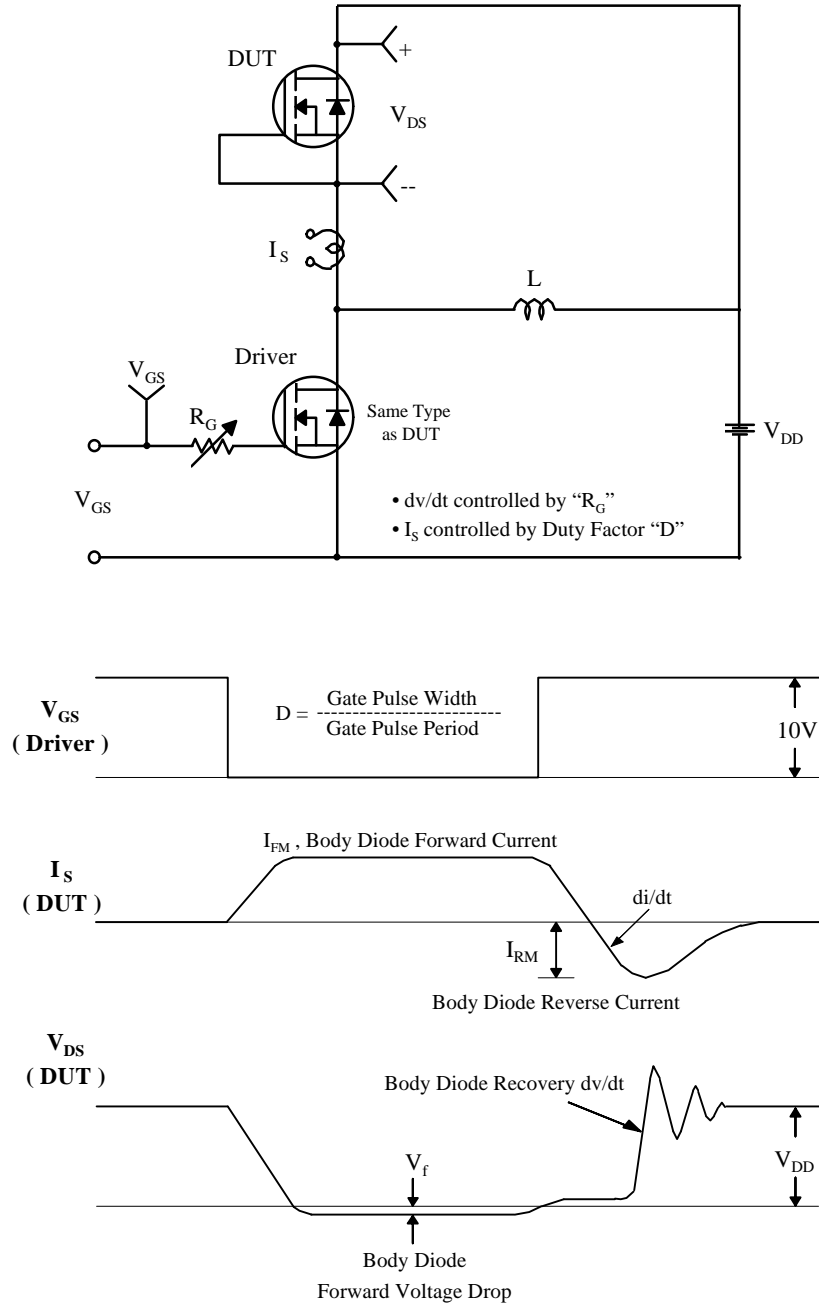 DUT
+
V_DS
--
I_S
L
Driver
V_GS
R_G
Same Type
as DUT
V_DD
V_GS
• dv/dt controlled by “R_G”
• I_S controlled by Duty Factor “D”
V_GS
( Driver )
D = Gate Pulse Width
--------------------------
Gate Pulse Period
10V
I_FM , Body Diode Forward Current
I_S
( DUT )
di/dt
I_RM
Body Diode Reverse Current
V_DS
( DUT )
Body Diode Recovery dv/dt
V_f
V_DD
Body Diode
Forward Voltage Drop